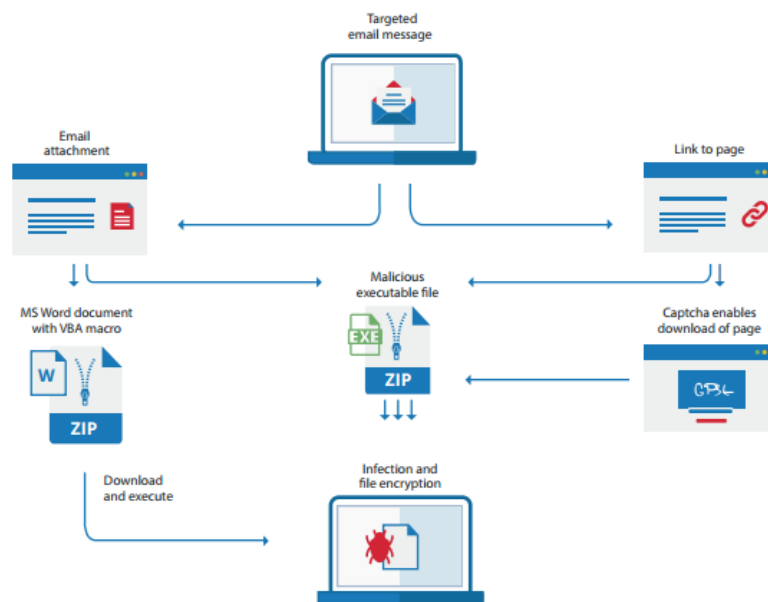 Targeted
email message
Email
attachment
Link to page
MS Word document
with VBA macro
Malicious
executable file
Captcha enables
download of page
W
ZIP
EXE
ZIP
Download
and execute
Infection and
file encryption